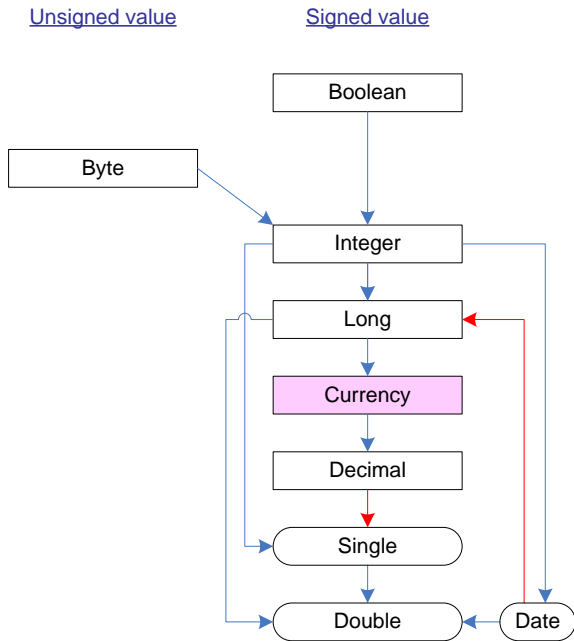 Unsigned value
Signed value
Boolean
Byte
Integer
Long
Currency
Decimal
Single
Double
Date